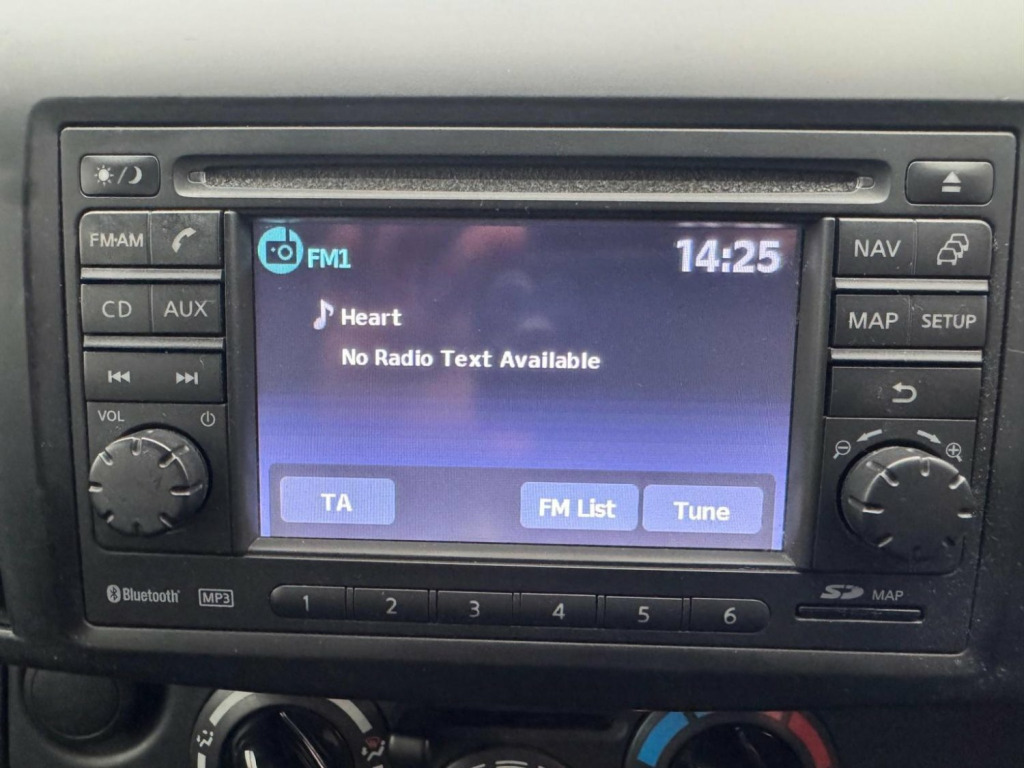 FM·AM
NAV
FM1
14:25
CD
AUX
Heart
MAP
SETUP
No Radio Text Available
VOL
TA
FM List
Tune
Bluetooth
MP3
1
2
3
4
5
6
SD
MAP